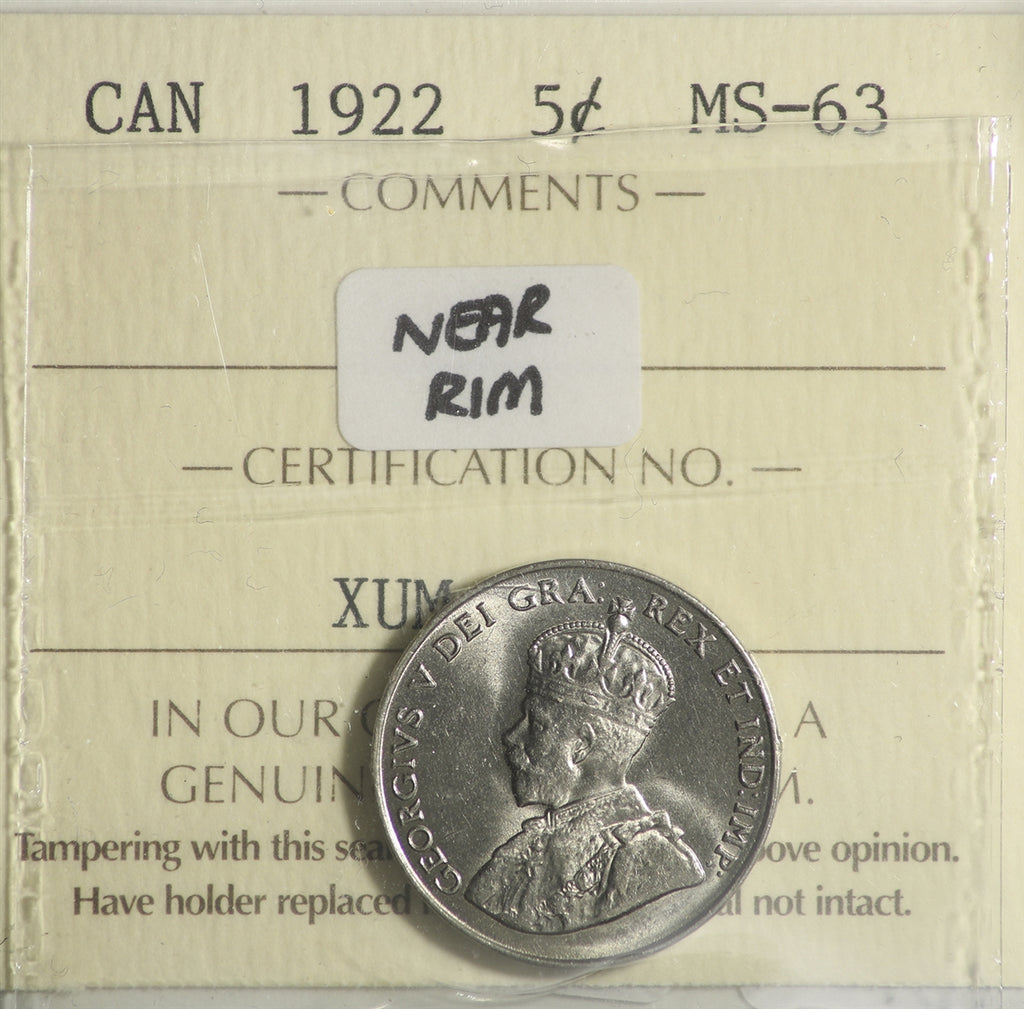 CAN 1922 5¢ MS-63
— COMMENTS —
NEAR
RIM
— CERTIFICATION NO. —
XUM
IN OUR A
GENUIN M.
Tampering with this sea ove opinion.
Have holder replaced al not intact.
GEORGIVS V DEI GRA: REX ET IND:IMP: